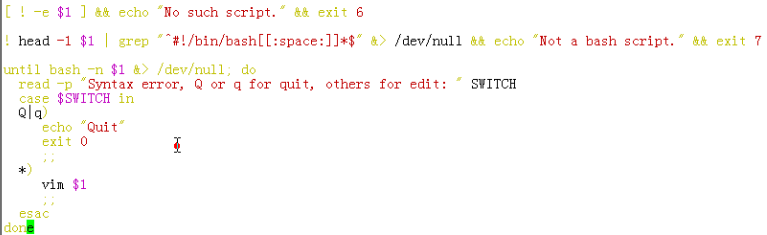 [ ! -e $1 ] && echo "No such script." && exit 6
! head -1 $1 | grep "^#!/bin/bash[[:space:]]*$" &> /dev/null && echo "Not a bash script." && exit 7
until bash -n $1 &> /dev/null; do
read -p "Syntax error, Q or q for quit, others for edit: " SWITCH
case $SWITCH in
Q|q)
echo "Quit"
exit 0
;;
*)
vim $1
;;
esac
done